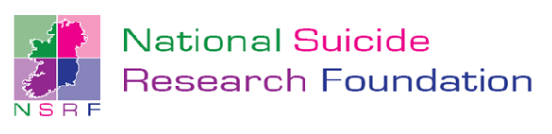 National Suicide
Research Foundation
NSRF